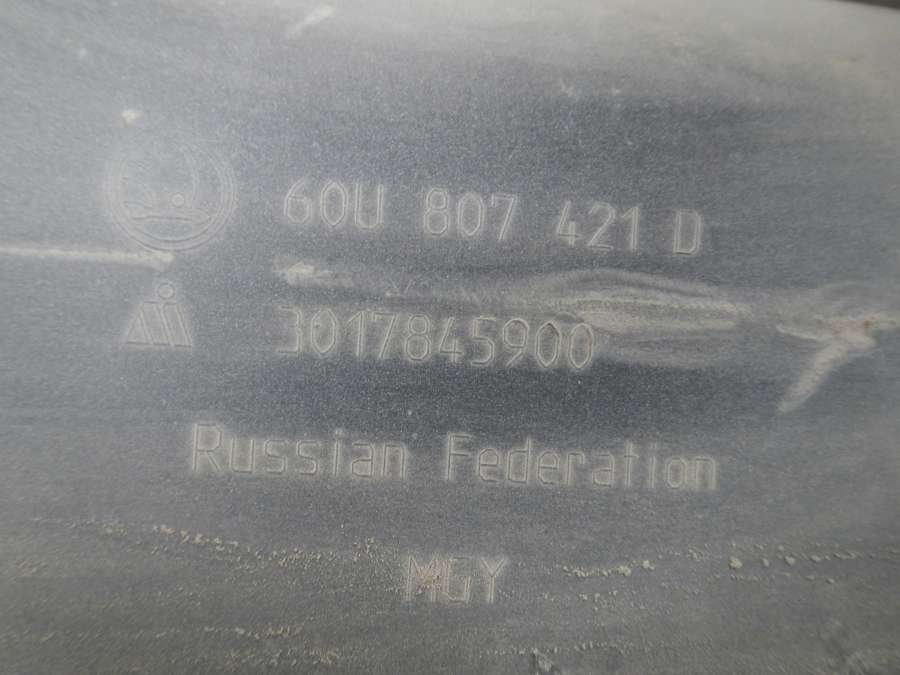 60U 807 421 D
3017845900
Russian Federation
MGY